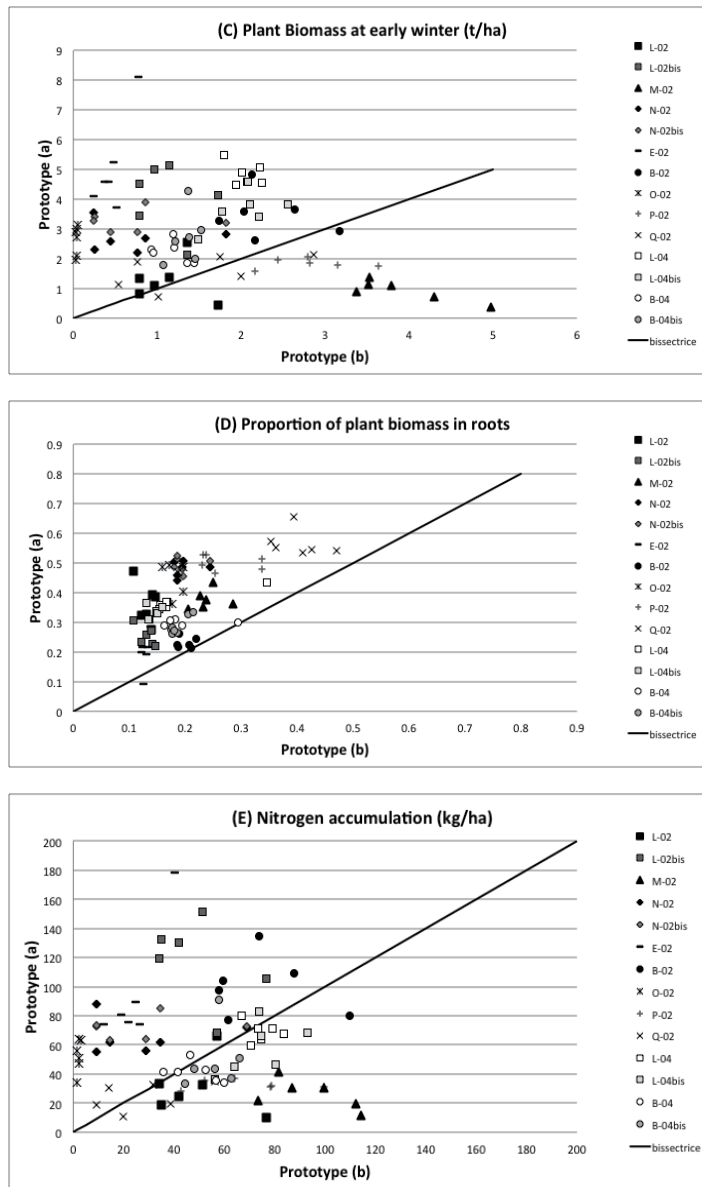 (C) Plant Biomass at early winter (t/ha)
Prototype (a)
9
8
7
6
5
4
3
2
1
0
0 1 2 3 4 5 6
Prototype (b)
L-02
L-02bis
M-02
N-02
N-02bis
E-02
B-02
O-02
P-02
Q-02
L-04
L-04bis
B-04
B-04bis
bissectrice
(D) Proportion of plant biomass in roots
Prototype (a)
0.9
0.8
0.7
0.6
0.5
0.4
0.3
0.2
0.1
0
0 0.1 0.2 0.3 0.4 0.5 0.6 0.7 0.8 0.9
Prototype (b)
L-02
L-02bis
M-02
N-02
N-02bis
E-02
B-02
O-02
P-02
Q-02
L-04
L-04bis
B-04
B-04bis
bissectrice
(E) Nitrogen accumulation (kg/ha)
Prototype (a)
200
180
160
140
120
100
80
60
40
20
0
0 20 40 60 80 100 120 140 160 180 200
Prototype (b)
L-02
L-02bis
M-02
N-02
N-02bis
E-02
B-02
O-02
P-02
Q-02
L-04
L-04bis
B-04
B-04bis
bissectrice